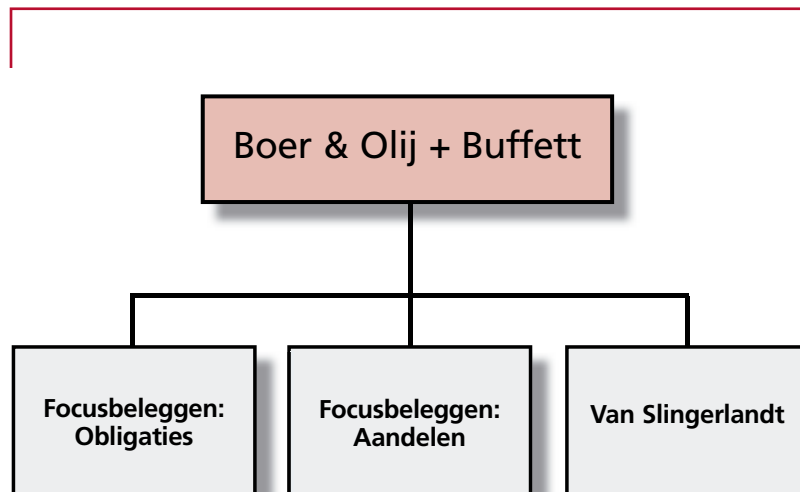 Boer & Olij + Buffett
Focusbeleggen:
Obligaties
Focusbeleggen:
Aandelen
Van Slingerlandt